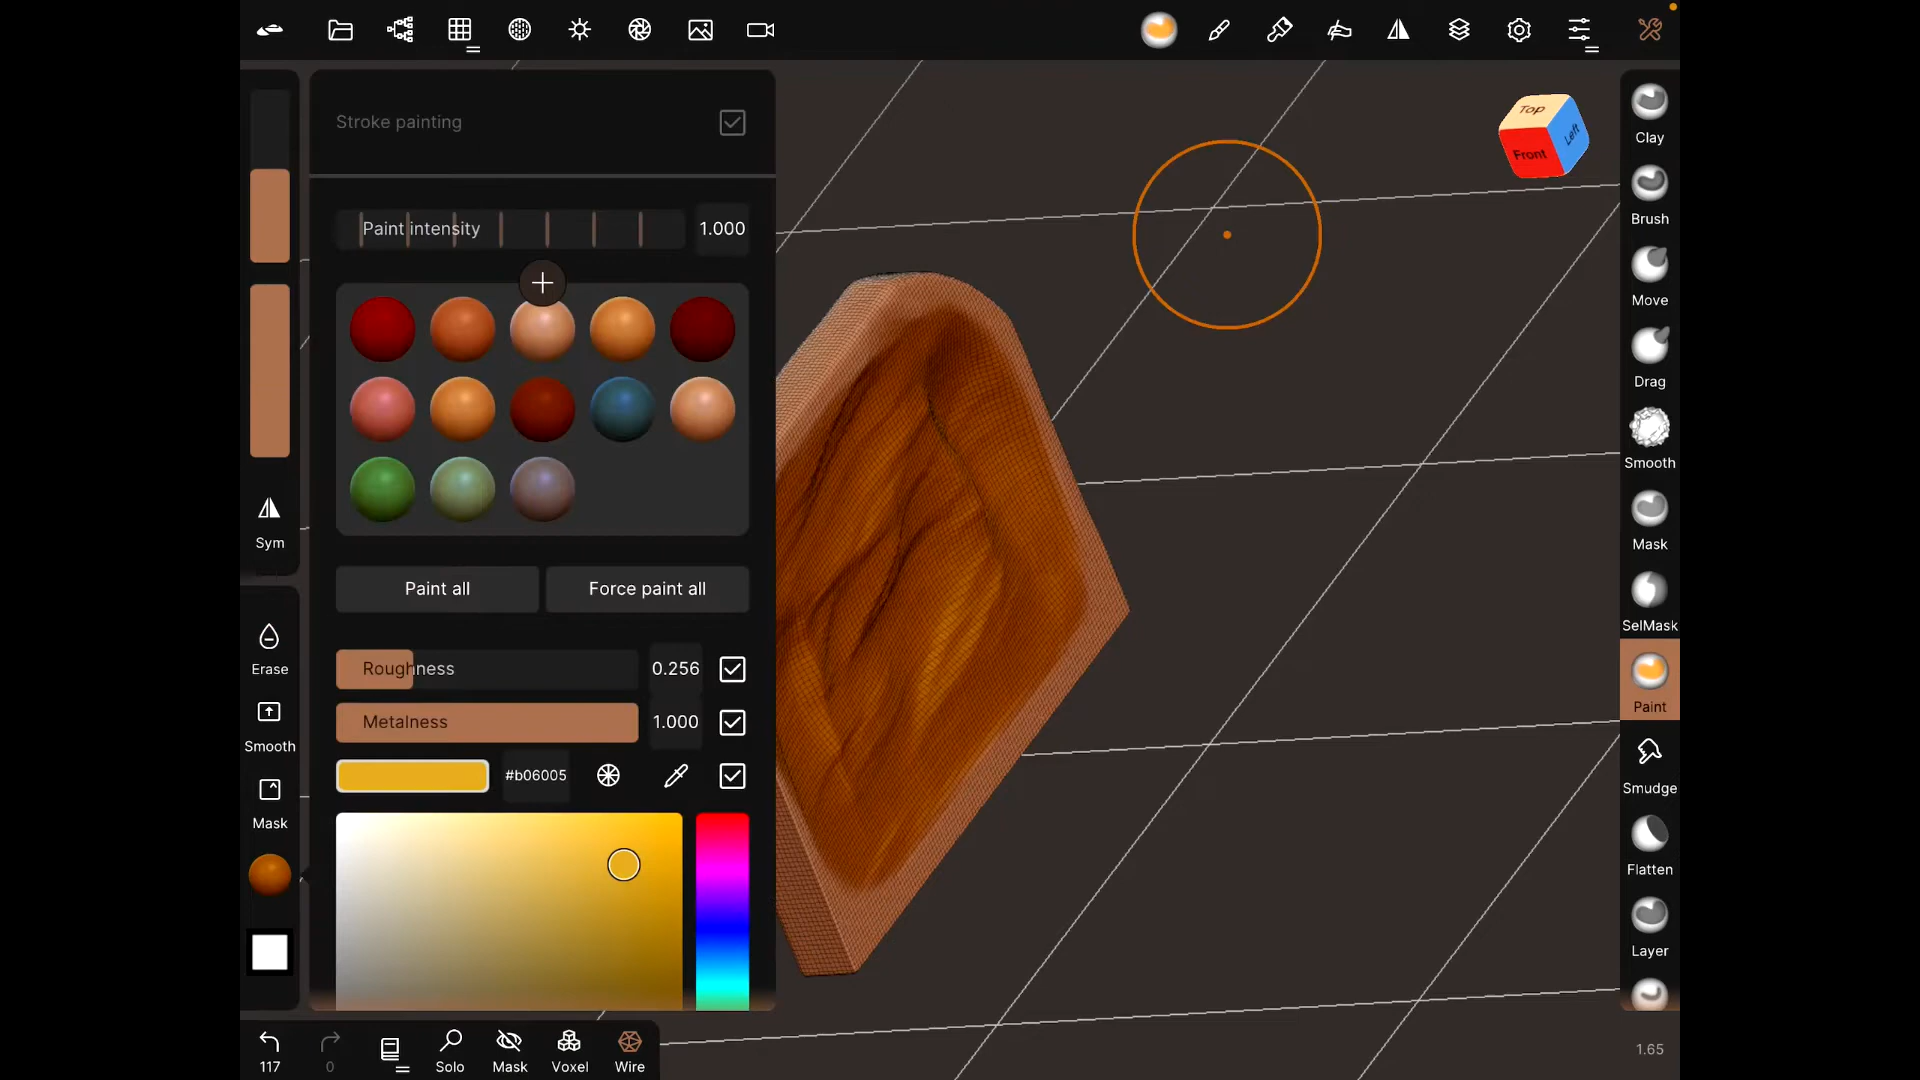 Stroke painting
Paint intensity 1.000
Paint all
Force paint all
Roughness 0.256
Metalness 1.000
#b06005
Sym
Erase
Smooth
Mask
117
0
Solo
Mask
Voxel
Wire
Top
Front
Left
Clay
Brush
Move
Drag
Smooth
Mask
SelMask
Paint
Smudge
Flatten
Layer
1.65